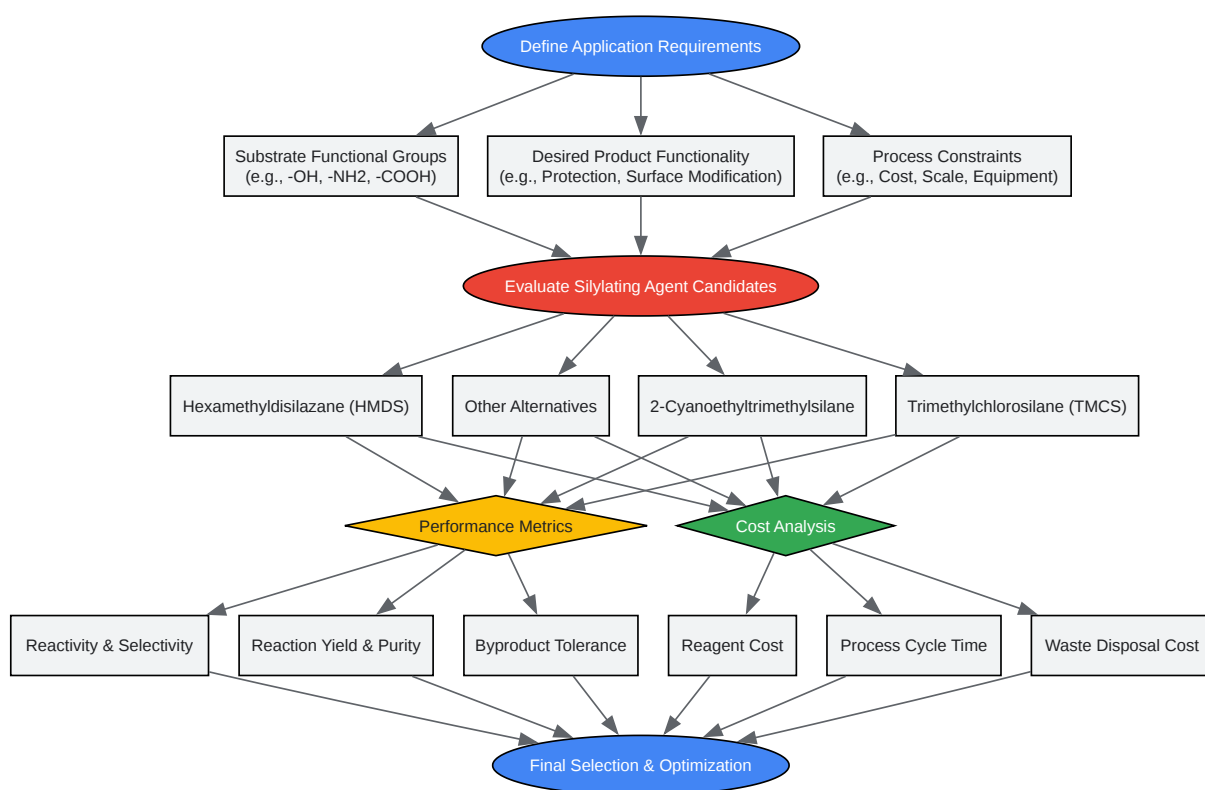 Define Application Requirements
Substrate Functional Groups
(e.g., -OH, -NH2, -COOH)
Desired Product Functionality
(e.g., Protection, Surface Modification)
Process Constraints
(e.g., Cost, Scale, Equipment)
Evaluate Silylating Agent Candidates
Hexamethyldisilazane (HMDS)
Other Alternatives
2-Cyanoethyltrimethylsilane
Trimethylchlorosilane (TMCS)
Performance Metrics
Cost Analysis
Reactivity & Selectivity
Reaction Yield & Purity
Byproduct Tolerance
Reagent Cost
Process Cycle Time
Waste Disposal Cost
Final Selection & Optimization